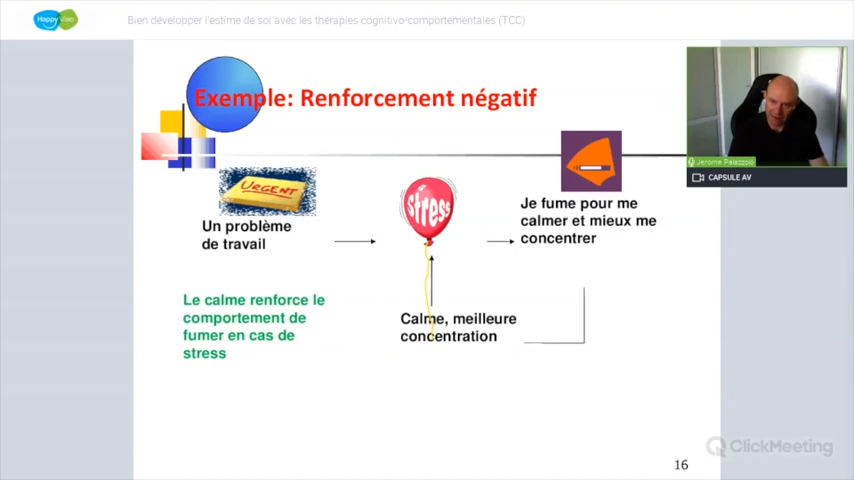 Happy Visio
Bien développer l'estime de soi avec les thérapies cognitivo-comportementales (TCC)
Exemple: Renforcement négatif
Jerome Palazzolo
CAPSULE AV
URGENT
stress
Un problème
de travail
Je fume pour me
calmer et mieux me
concentrer
Le calme renforce le
comportement de
fumer en cas de
stress
Calme, meilleure
concentration
ClickMeeting
16